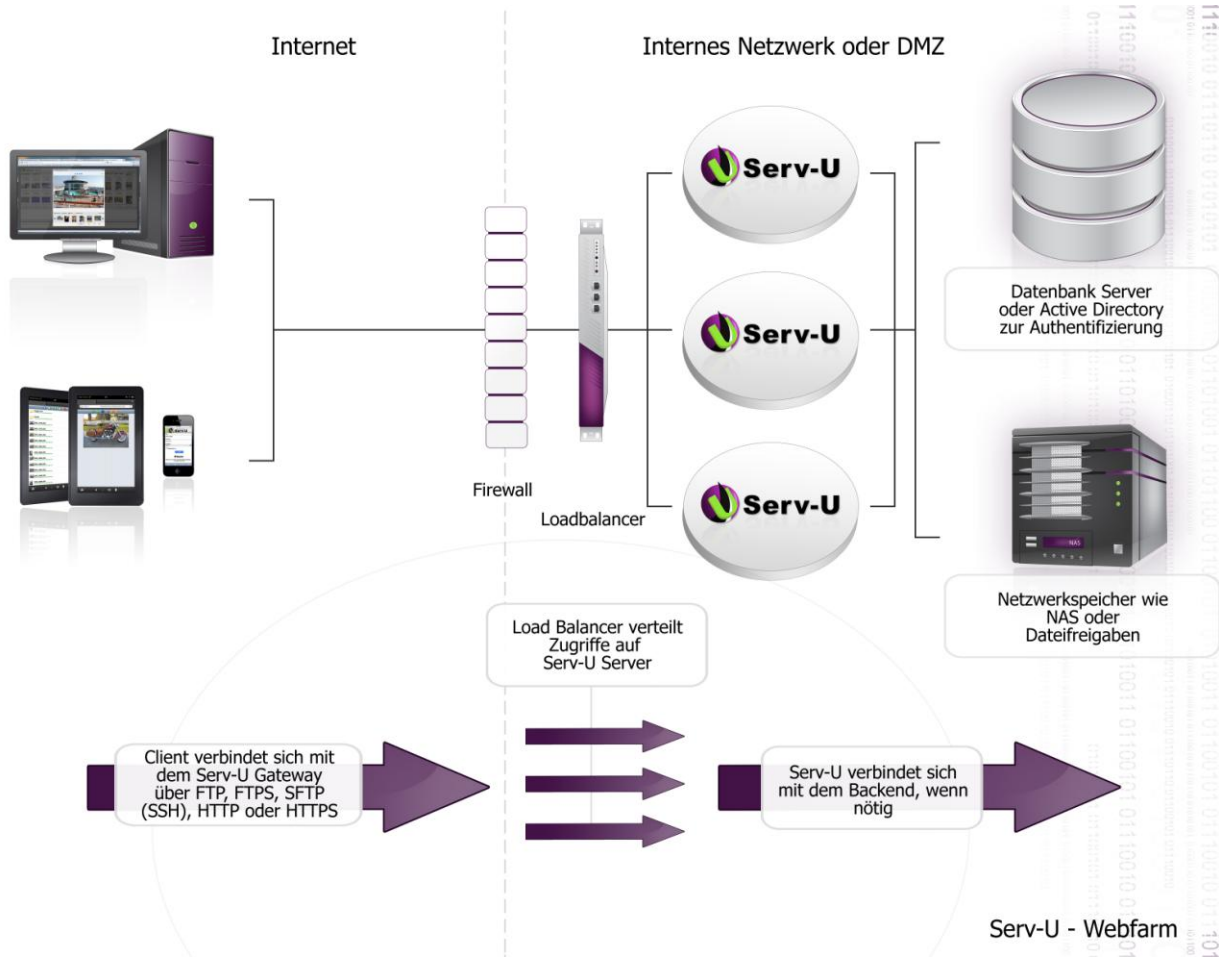 Internet
Internes Netzwerk oder DMZ
Serv-U
Serv-U
Serv-U
Datenbank Server
oder Active Directory
zur Authentifizierung
Firewall
Loadbalancer
NAS
Netzwerkspeicher wie
NAS oder
Dateifreigaben
Load Balancer verteilt
Zugriffe auf
Serv-U Server
Client verbindet sich mit
dem Serv-U Gateway
über FTP, FTPS, SFTP
(SSH), HTTP oder HTTPS
Serv-U verbindet sich
mit dem Backend, wenn
nötig
Serv-U - Webfarm